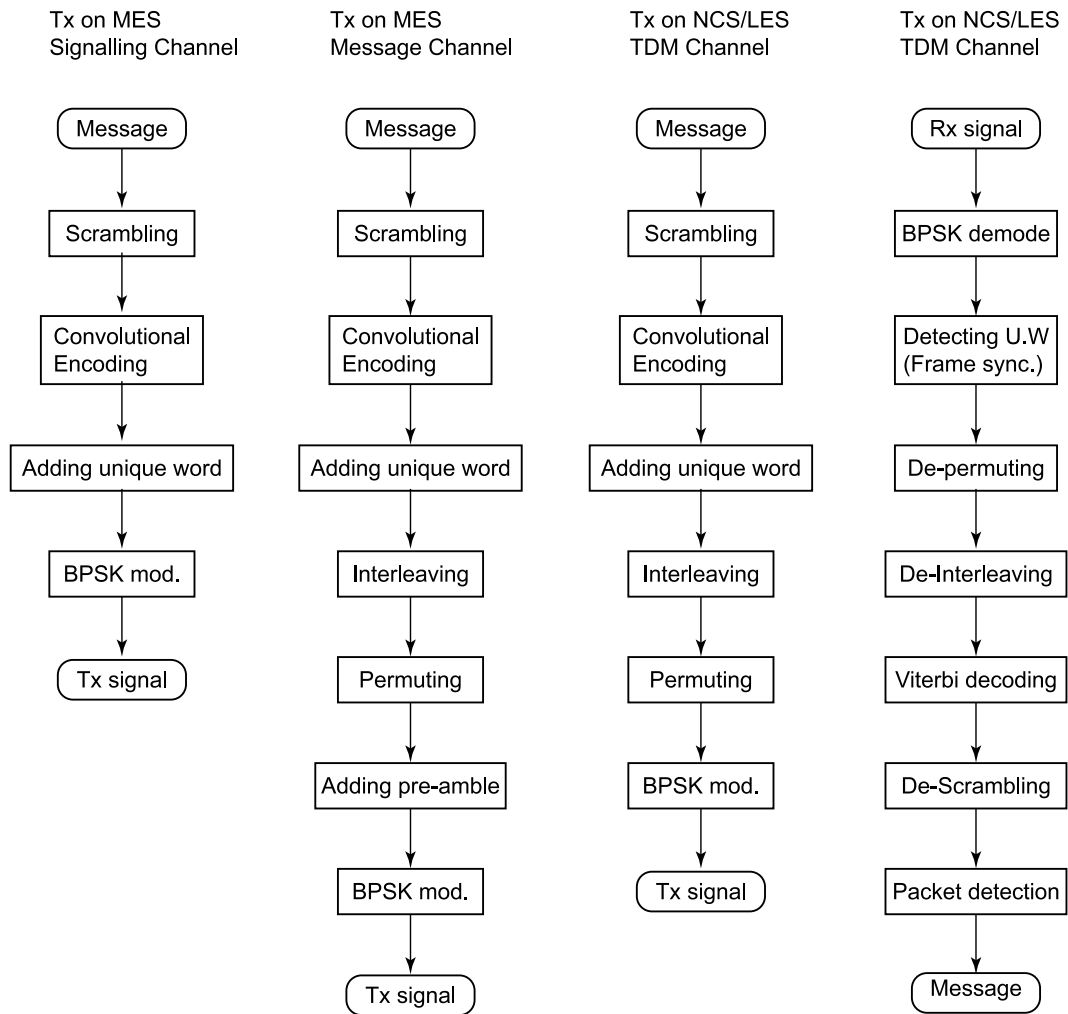 Tx on MES
Signalling Channel
Message
Scrambling
Convolutional
Encoding
Adding unique word
BPSK mod.
Tx signal
Tx on MES
Message Channel
Message
Scrambling
Convolutional
Encoding
Adding unique word
Interleaving
Permuting
Adding pre-amble
BPSK mod.
Tx signal
Tx on NCS/LES
TDM Channel
Message
Scrambling
Convolutional
Encoding
Adding unique word
Interleaving
Permuting
BPSK mod.
Tx signal
Tx on NCS/LES
TDM Channel
Rx signal
BPSK demode
Detecting U.W
(Frame sync.)
De-permuting
De-Interleaving
Viterbi decoding
De-Scrambling
Packet detection
Message